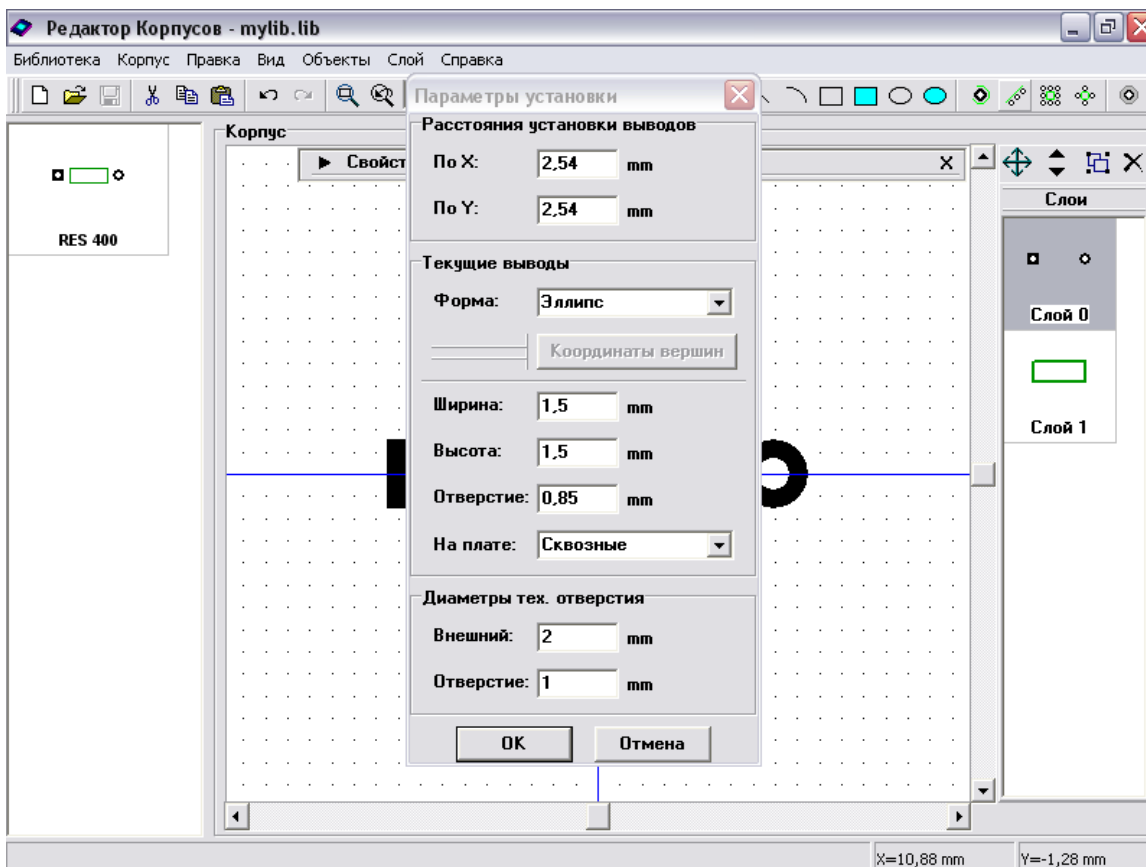 Редактор Корпусов - mylib.lib
Библиотека Корпус Правка Вид Объекты Слой Справка
Параметры установки
Корпус
Свойст
X
RES 400
Расстояния установки выводов
По X: 2,54 mm
По Y: 2,54 mm
Текущие выводы
Форма: Эллипс
Координаты вершин
Ширина: 1,5 mm
Высота: 1,5 mm
Отверстие: 0,85 mm
На плате: Сквозные
Диаметры тех. отверстия
Внешний: 2 mm
Отверстие: 1 mm
OK Отмена
Слои
Слой 0
Слой 1
X=10,88 mm Y=-1,28 mm